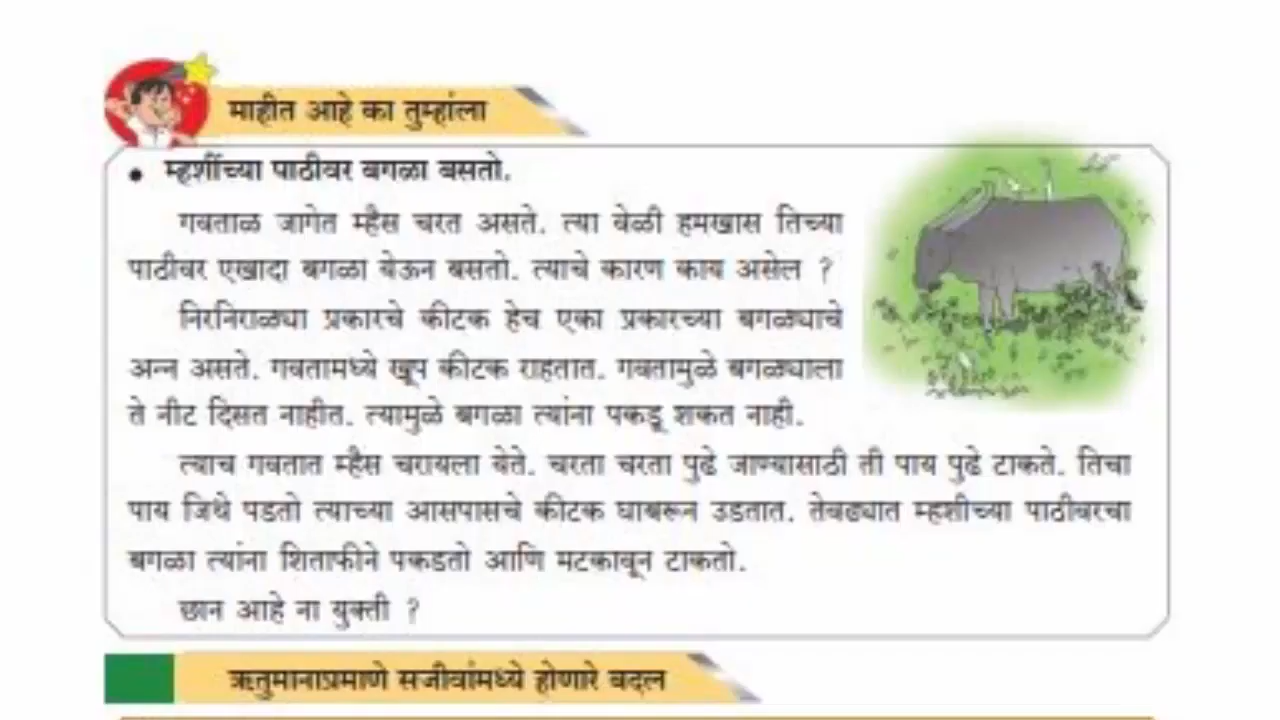 माहीत आहे का तुम्हांला
• म्हशींच्या पाठीवर बगळा बसतो.
गवताळ जागेत म्हैस चरत असते. त्या वेळी हमखास तिच्या
पाठीवर एखादा बगळा येऊन बसतो. त्याचे कारण काय असेल ?
निरनिराळ्या प्रकारचे कीटक हेच एका प्रकारच्या बगळ्याचे
अन्न असते. गवतामध्ये खूप कीटक राहतात. गवतामुळे बगळ्याला
ते नीट दिसत नाहीत. त्यामुळे बगळा त्यांना पकडू शकत नाही.
त्याच गवतात म्हैस चरायला येते. चरता चरता पुढे जाण्यासाठी ती पाय पुढे टाकते. तिचा
पाय जिथे पडतो त्याच्या आसपासचे कीटक घाबरून उडतात. तेवढ्यात म्हशीच्या पाठीवरचा
बगळा त्यांना शिताफीने पकडतो आणि मटकावून टाकतो.
छान आहे ना युक्ती ?
ऋतुमानाप्रमाणे सजीवांमध्ये होणारे बदल